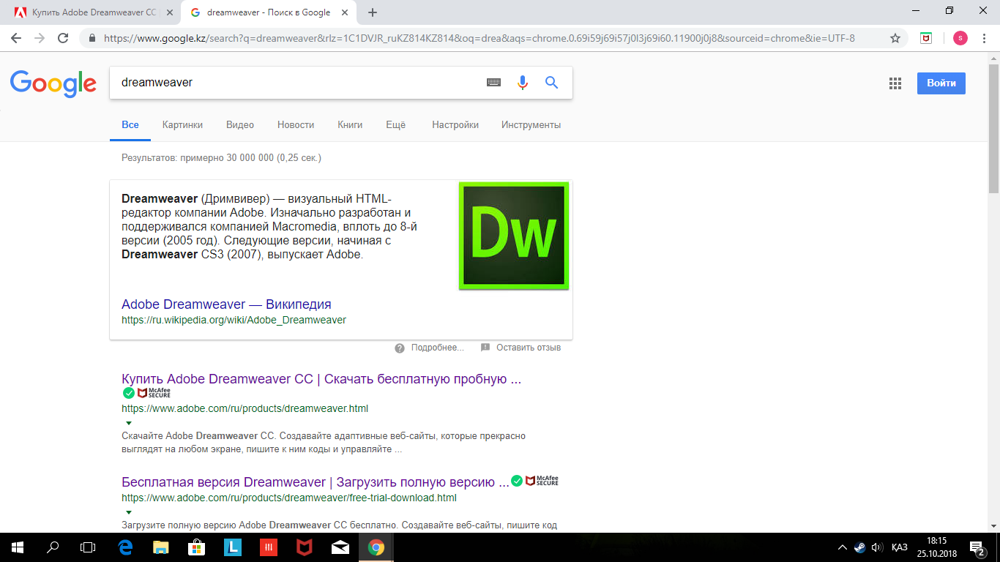 Купить Adobe Dreamweaver CC |
dreamweaver - Поиск в Google
https://www.google.kz/search?q=dreamweaver&rlz=1C1DVJR_ruKZ814KZ814&oq=drea&aqs=chrome.0.69i59j69i57j0l3j69i60.11900j0j8&sourceid=chrome&ie=UTF-8
s
Google
dreamweaver
Войти
Все Картинки Видео Новости Книги Ещё Настройки Инструменты
Результатов: примерно 30 000 000 (0,25 сек.)
Dreamweaver (Дримвивер) — визуальный HTML-
редактор компании Adobe. Изначально разработан и
поддерживался компанией Macromedia, вплоть до 8-й
версии (2005 год). Следующие версии, начиная с
Dreamweaver CS3 (2007), выпускает Adobe.
Dw
Adobe Dreamweaver — Википедия
https://ru.wikipedia.org/wiki/Adobe_Dreamweaver
Подробнее... Оставить отзыв
Купить Adobe Dreamweaver CC | Скачать бесплатную пробную ...
McAfee
SECURE
https://www.adobe.com/ru/products/dreamweaver.html
Скачайте Adobe Dreamweaver CC. Создавайте адаптивные веб-сайты, которые прекрасно
выглядят на любом экране, пишите к ним коды и управляйте ...
Бесплатная версия Dreamweaver | Загрузить полную версию ...
McAfee
SECURE
https://www.adobe.com/ru/products/dreamweaver/free-trial-download.html
Загрузите полную версию Adobe Dreamweaver CC бесплатно. Создавайте веб-сайты, пишите код
L
ҚАЗ
18:15
25.10.2018
2